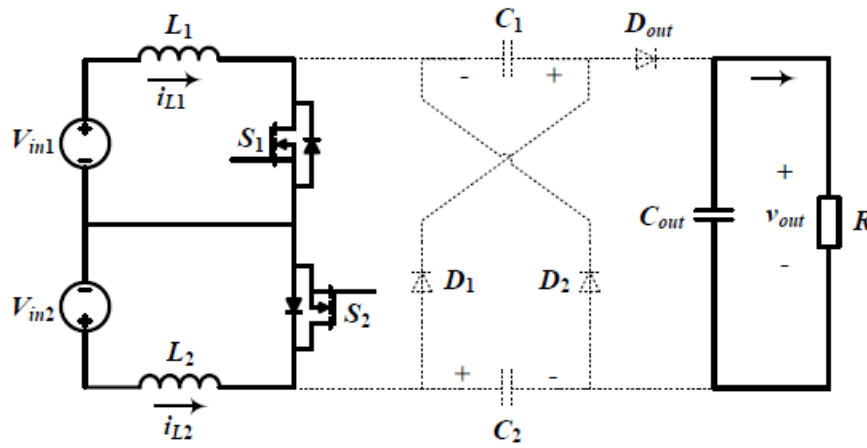 L1
C1
Dout
iL1
- +
Vin1
+
-
S1
+
Cout
vout
R
-
Vin2
-
+
D1
D2
S2
L2
+ -
iL2
C2